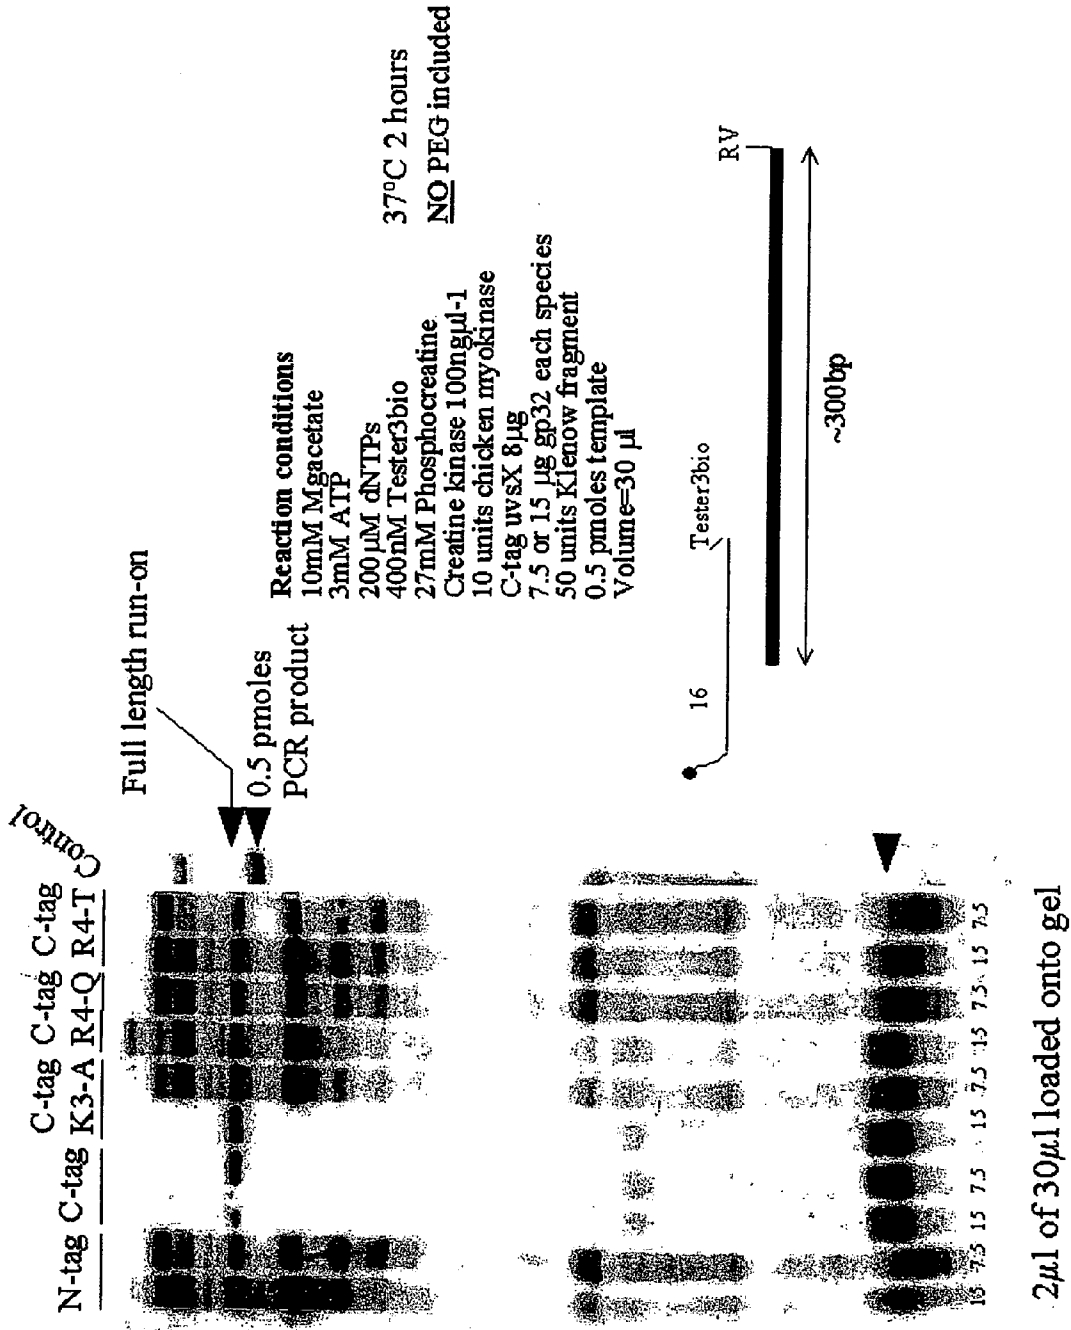 N-tag C-tag C-tag C-tag C-tag
K3-A R4-Q R4-T Control
Full length run-on
0.5 pmoles
PCR product
Reaction conditions
10mM Mgacetate
3mM ATP
200µM dNTPs
400nM Tester3bio
27mM Phosphocreatine
Creatine kinase 100ngµl-1
10 units chicken myokinase
C-tag uvsX 8µg
7.5 or 15 µg gp32 each species
50 units Klenow fragment
0.5 pmoles template
Volume=30 µl
37ºC 2 hours
NO PEG included
16
Tester3bio
RV
~300bp
15 7.5 15 7.5 15 7.5 15 7.5 15 7.5
2µl of 30µl loaded onto gel